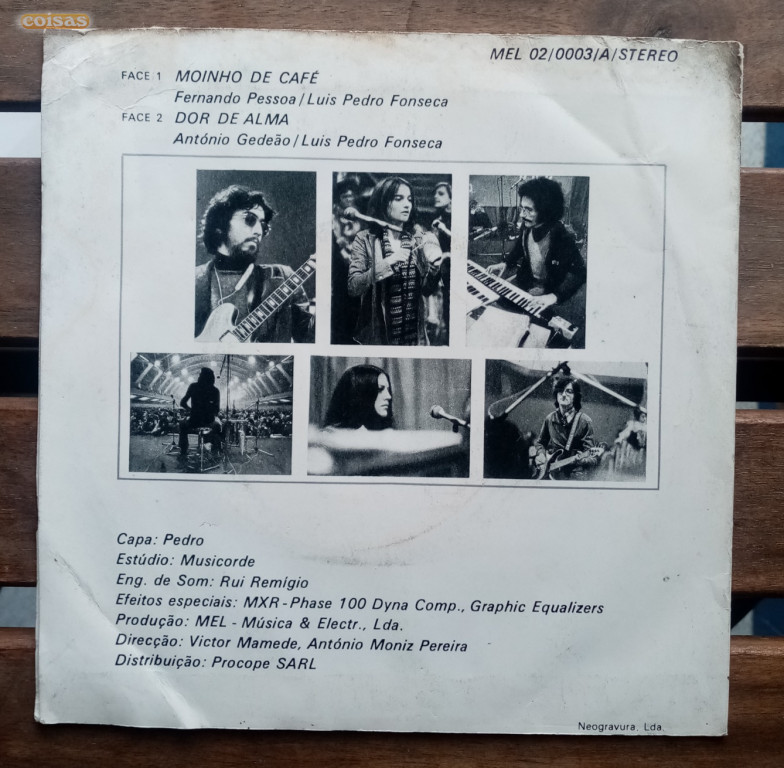 coisas
MEL 02/0003/A/STEREO
FACE 1 MOINHO DE CAFÉ
Fernando Pessoa/Luis Pedro Fonseca
FACE 2 DOR DE ALMA
António Gedeão/Luis Pedro Fonseca
Capa: Pedro
Estúdio: Musicorde
Eng. de Som: Rui Remígio
Efeitos especiais: MXR-Phase 100 Dyna Comp., Graphic Equalizers
Produção: MEL - Música & Electr., Lda.
Direcção: Victor Mamede, António Moniz Pereira
Distribuição: Procope SARL
Neogravura, Lda.